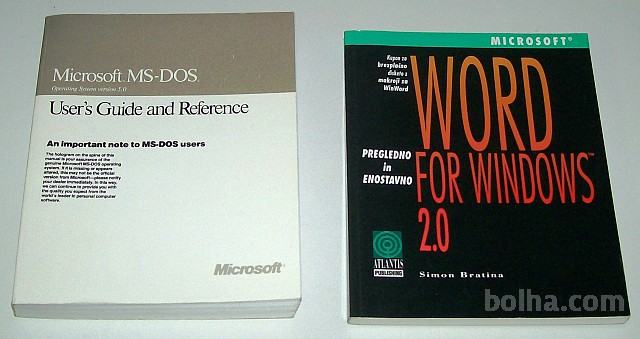 Microsoft MS-DOS
Operating System version 5.0
User's Guide and Reference
An important note to MS-DOS users
The hologram on the spine of this
manual is your assurance of the
genuine Microsoft MS-DOS operating
system. If it is missing or appears
altered, this may not be the official
version from Microsoft—please notify
your dealer immediately. In this way,
we can continue to provide you with
the quality you expect from the
world's leader in personal computer
software.
Microsoft®
MICROSOFT®
Kupon za
brezplačno
disketo z
makroji za
WinWord
WORD
FOR WINDOWS™
2.0
PREGLEDNO
in
ENOSTAVNO
ATLANTIS
PUBLISHING
Simon Bratina
bolha.com